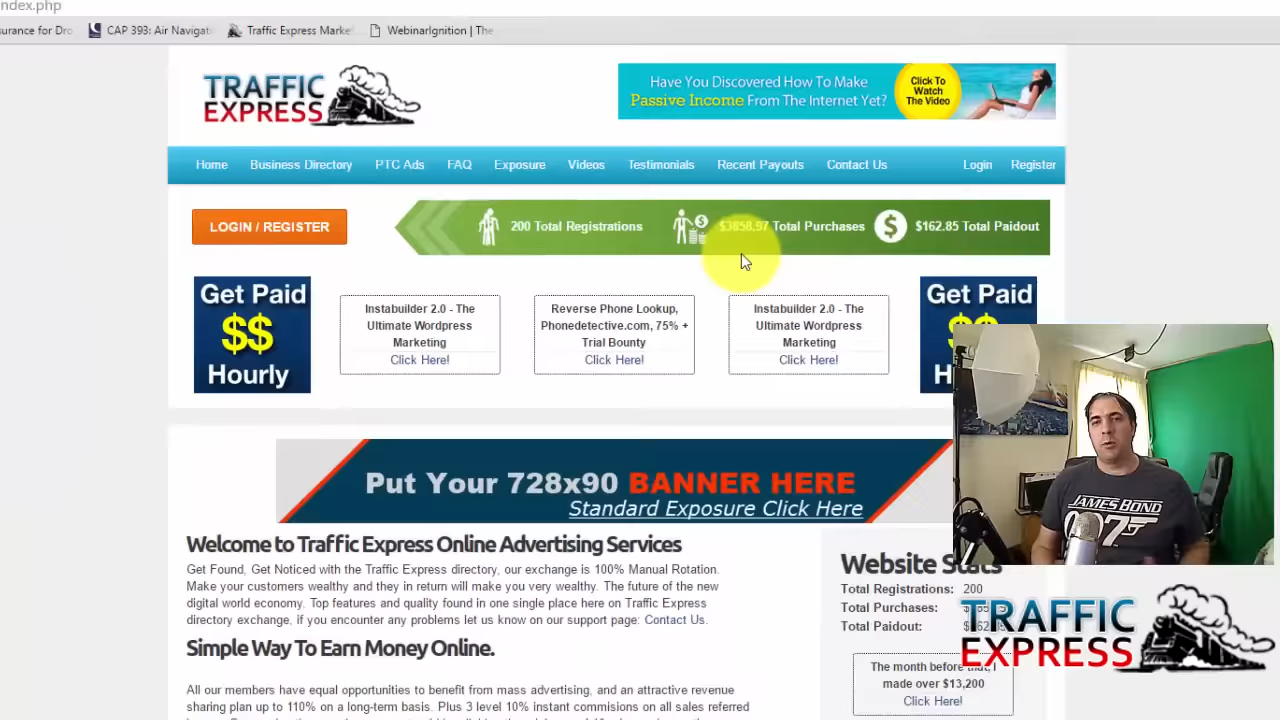 ndex.php
surance for Dro
CAP 393: Air Navigat
Traffic Express Marke
WebinarIgnition | The
TRAFFIC
EXPRESS
Have You Discovered How To Make
Passive Income From The Internet Yet?
Click To
Watch
The Video
Home Business Directory PTC Ads FAQ Exposure Videos Testimonials Recent Payouts Contact Us Login Register
LOGIN / REGISTER
200 Total Registrations
$3858.97 Total Purchases
$162.85 Total Paidout
Get Paid
$$
Hourly
Instabuilder 2.0 - The
Ultimate Wordpress
Marketing
Click Here!
Reverse Phone Lookup,
Phonedetective.com, 75% +
Trial Bounty
Click Here!
Instabuilder 2.0 - The
Ultimate Wordpress
Marketing
Click Here!
Get Paid
Put Your 728x90 BANNER HERE
Standard Exposure Click Here
Welcome to Traffic Express Online Advertising Services
Get Found, Get Noticed with the Traffic Express directory, our exchange is 100% Manual Rotation.
Make your customers wealthy and they in return will make you very wealthy. The future of the new
digital world economy. Top features and quality found in one single place here on Traffic Express
directory exchange, if you encounter any problems let us know on our support page: Contact Us.
Simple Way To Earn Money Online.
All our members have equal opportunities to benefit from mass advertising, and an attractive revenue
sharing plan up to 110% on a long-term basis. Plus 3 level 10% instant commisions on all sales referred
Website Stats
Total Registrations: 200
Total Purchases:
Total Paidout:
JAMES BOND
007
TRAFFIC
EXPRESS
The month before that, I
made over $13,200
Click Here!